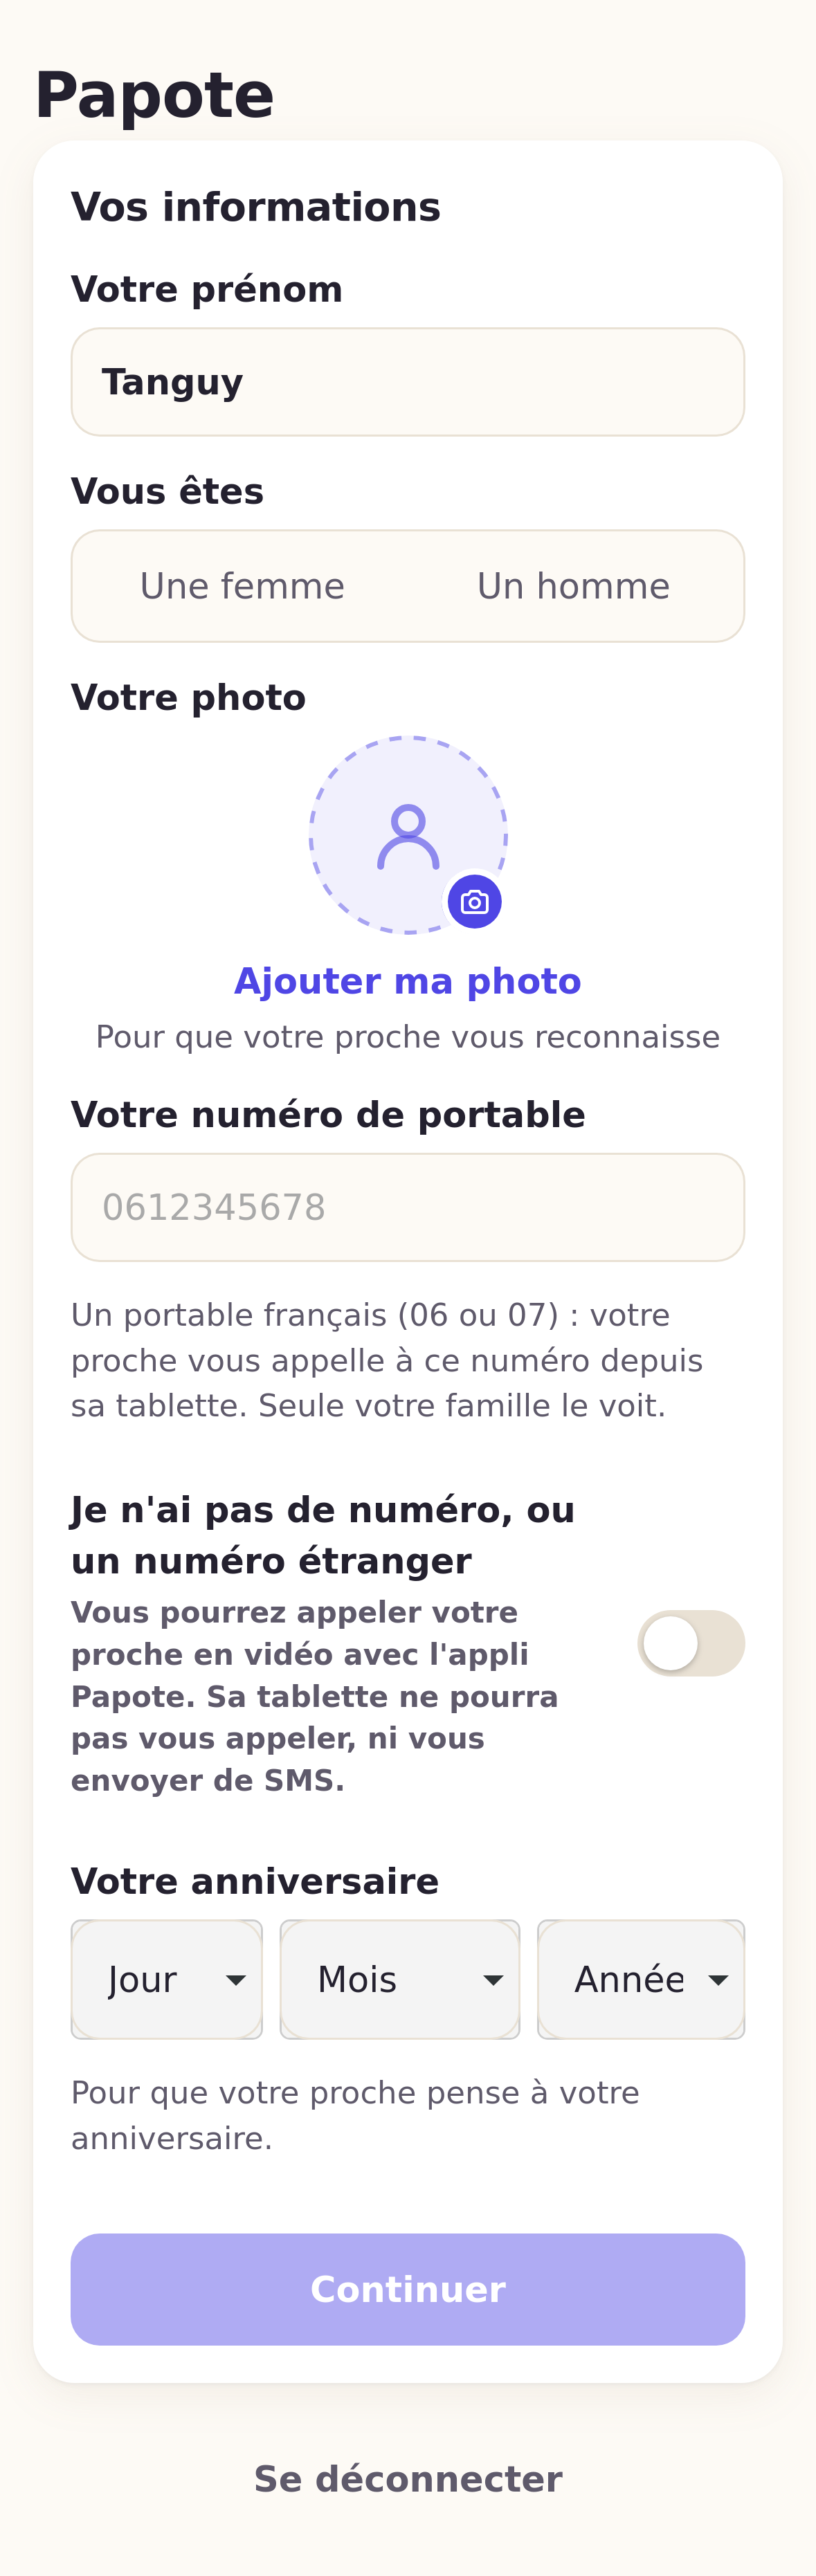 Papote
Vos informations
Votre prénom
Tanguy
Vous êtes
Une femme
Un homme
Votre photo
Ajouter ma photo
Pour que votre proche vous reconnaisse
Votre numéro de portable
0612345678
Un portable français (06 ou 07) : votre
proche vous appelle à ce numéro depuis
sa tablette. Seule votre famille le voit.
Je n'ai pas de numéro, ou
un numéro étranger
Vous pourrez appeler votre
proche en vidéo avec l'appli
Papote. Sa tablette ne pourra
pas vous appeler, ni vous
envoyer de SMS.
Votre anniversaire
Jour
Mois
Année
Pour que votre proche pense à votre
anniversaire.
Continuer
Se déconnecter